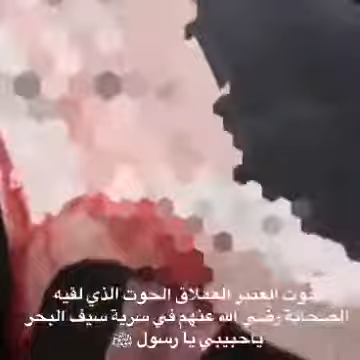 حوت العنبر العملاق الحوت الذي لقيه
الصحابة رضي الله عنهم في سرية سيف البحر
ياحبيبي يا رسول ﷺ